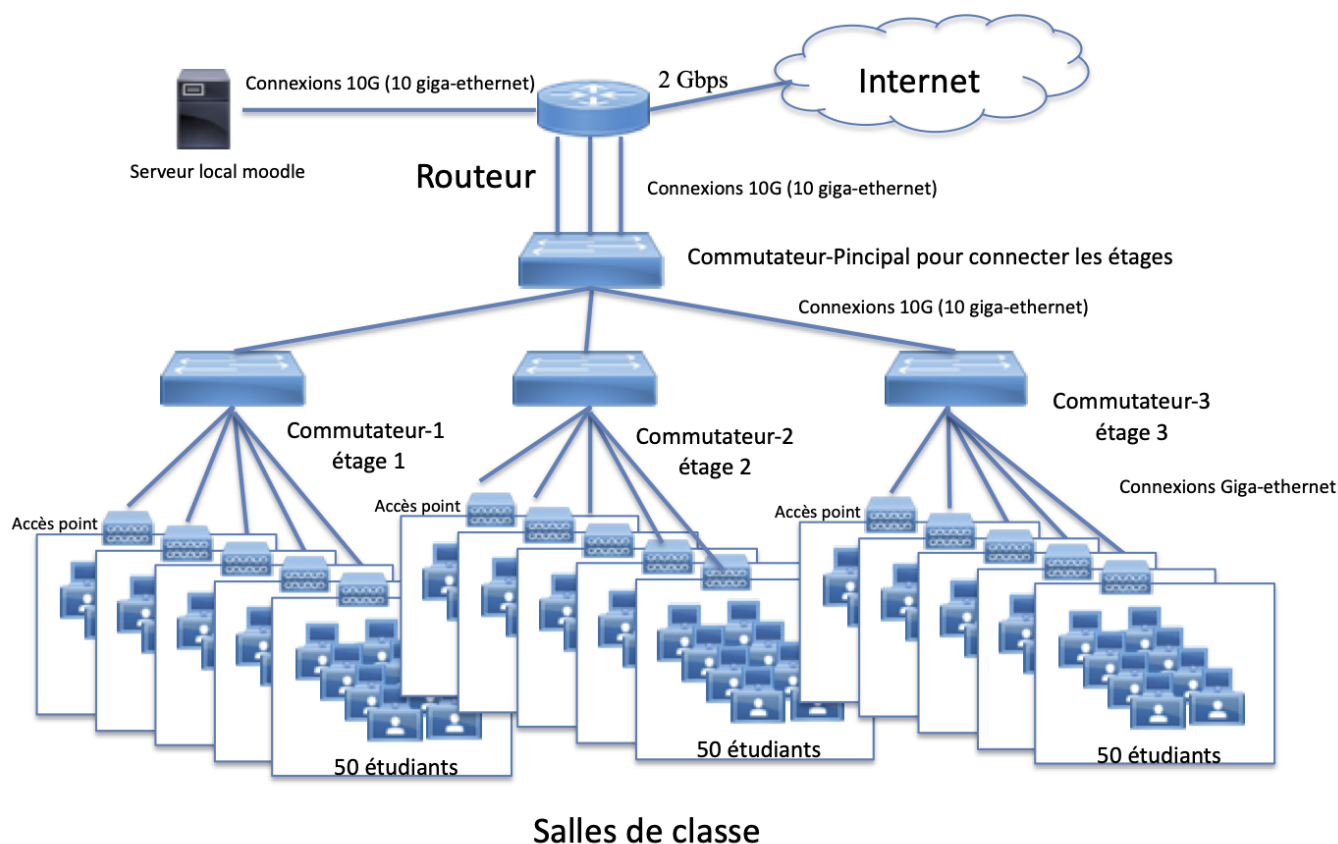 Connexions 10G (10 giga-ethernet)
2 Gbps
Internet
Serveur local moodle
Routeur
Connexions 10G (10 giga-ethernet)
Commutateur-Pincipal pour connecter les étages
Connexions 10G (10 giga-ethernet)
Commutateur-1
étage 1
Commutateur-2
étage 2
Commutateur-3
étage 3
Connexions Giga-ethernet
Accès point
Accès point
Accès point
50 étudiants
50 étudiants
50 étudiants
Salles de classe